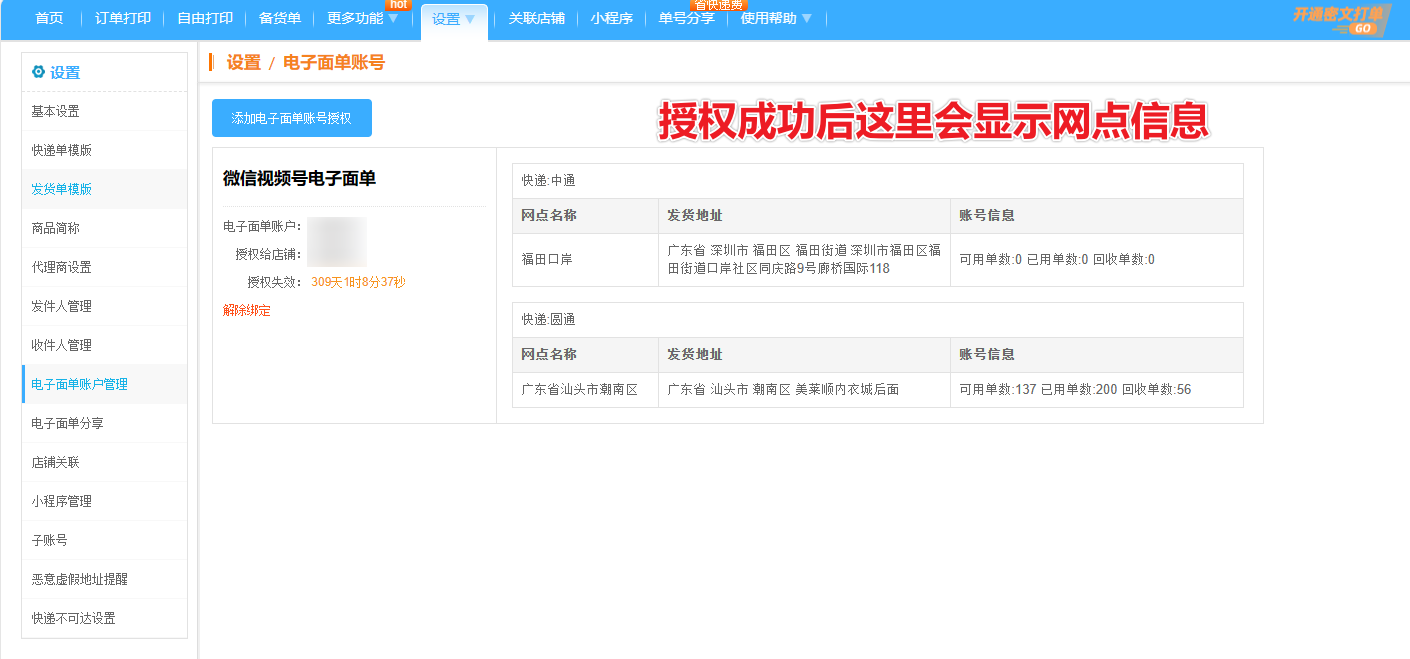 首页 订单打印 自由打印 备货单 更多功能 hot 设置 关联店铺 小程序 单号分享 省快递费 使用帮助 开通密文打单 GO
设置
基本设置
快递单模版
发货单模版
商品简称
代理商设置
发件人管理
收件人管理
电子面单账户管理
电子面单分享
店铺关联
小程序管理
子账号
恶意虚假地址提醒
快递不可达设置
设置 / 电子面单账号
添加电子面单账号授权
授权成功后这里会显示网点信息
微信视频号电子面单
电子面单账户：
授权给店铺：
授权失效： 309天1时8分37秒
解除绑定
快递:中通
网点名称 发货地址 账号信息
福田口岸 广东省 深圳市 福田区 福田街道 深圳市福田区福
田街道口岸社区同庆路9号廊桥国际118 可用单数:0 已用单数:0 回收单数:0
快递:圆通
网点名称 发货地址 账号信息
广东省汕头市潮南区 广东省 汕头市 潮南区 美莱顺内衣城后面 可用单数:137 已用单数:200 回收单数:56